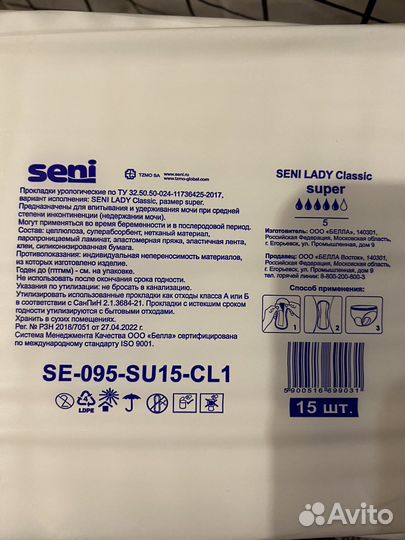 seni
TZMO SA
www.seni.ru
www.tzmo-global.com
Прокладки урологические по ТУ 32.50.50-024-11736425-2017,
вариант исполнения: SENI LADY Classic, размер super.
Предназначены для впитывания и удерживания мочи при средней
степени инконтиненции (недержании мочи).
Могут применяться во время беременности и в послеродовой период.
Состав: целлюлоза, суперабсорбент, нетканый материал,
паропроницаемый ламинат, эластомерная пряжа, эластичная лента,
клеи, силиконизированная бумага.
Противопоказания: индивидуальная непереносимость материалов,
из которых изготовлено изделие.
Годен до (ггггмм) - см. на упаковке.
Не использовать после окончания срока годности.
Указания по утилизации: не бросать в канализацию.
Утилизировать использованные прокладки как отходы класса А или Б
в соответствии с СанПиН 2.1.3684-21. Прокладки с истекшим сроком
годности утилизируются с бытовыми отходами.
Хранить в сухих помещениях.
Рег. № РЗН 2018/7051 от 27.04.2022 г.
Система Менеджмента Качества ООО «Белла» сертифицирована
по международному стандарту ISO 9001.
SE-095-SU15-CL1
4
LDPE
SENI LADY Classic
super
5
Изготовитель: ООО «БЕЛЛА», 140301,
Российская Федерация, Московская область,
г. Егорьевск, ул. Промышленная, дом 9
Продавец: ООО «БЕЛЛА Восток», 140301,
Российская Федерация, Московская область,
г. Егорьевск, ул. Промышленная, дом 9
тел. горячей линии: 8-800-200-800-3
Способ применения
1
2
3
5 900516 699031
15 шт.
Avito